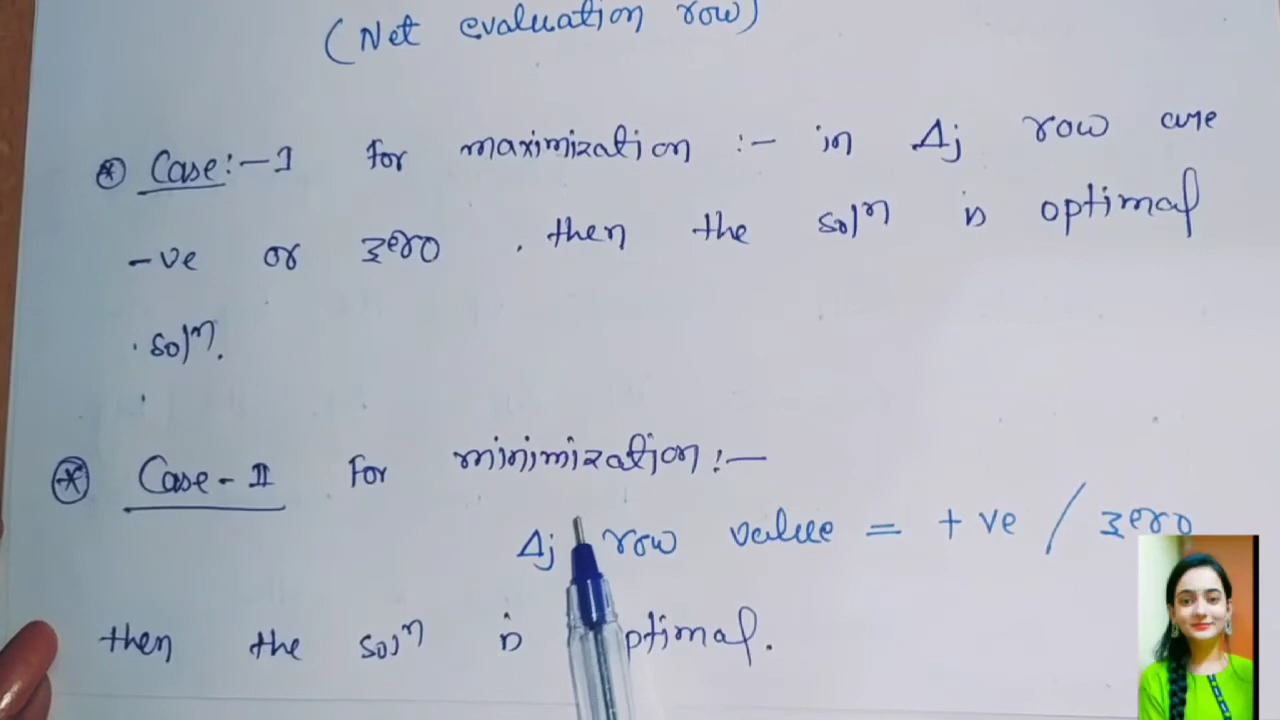 (Net evaluation row)
* Case:-I For maximization :- in Δj row are
-ve or zero , then the solⁿ is optimal
solⁿ.
* Case-II For minimization:-
Δj row value = +ve / zero
then the solⁿ is optimal.